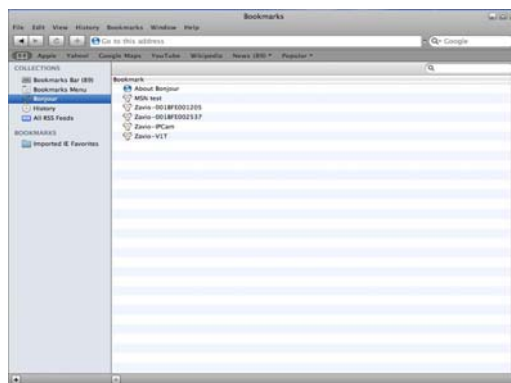 Bookmarks
File Edit View History Bookmarks Window Help
Go to this address
Google
Apple Yahoo! Google Maps YouTube Wikipedia News (89) Popular
COLLECTIONS
Bookmarks Bar (89)
Bookmarks Menu
Bonjour
History
All RSS Feeds
BOOKMARKS
Imported IE Favorites
Bookmark
About Bonjour
MSN test
Zavio-0018FE001205
Zavio-0018FE002537
Zavio-IPCam
Zavio-V1T